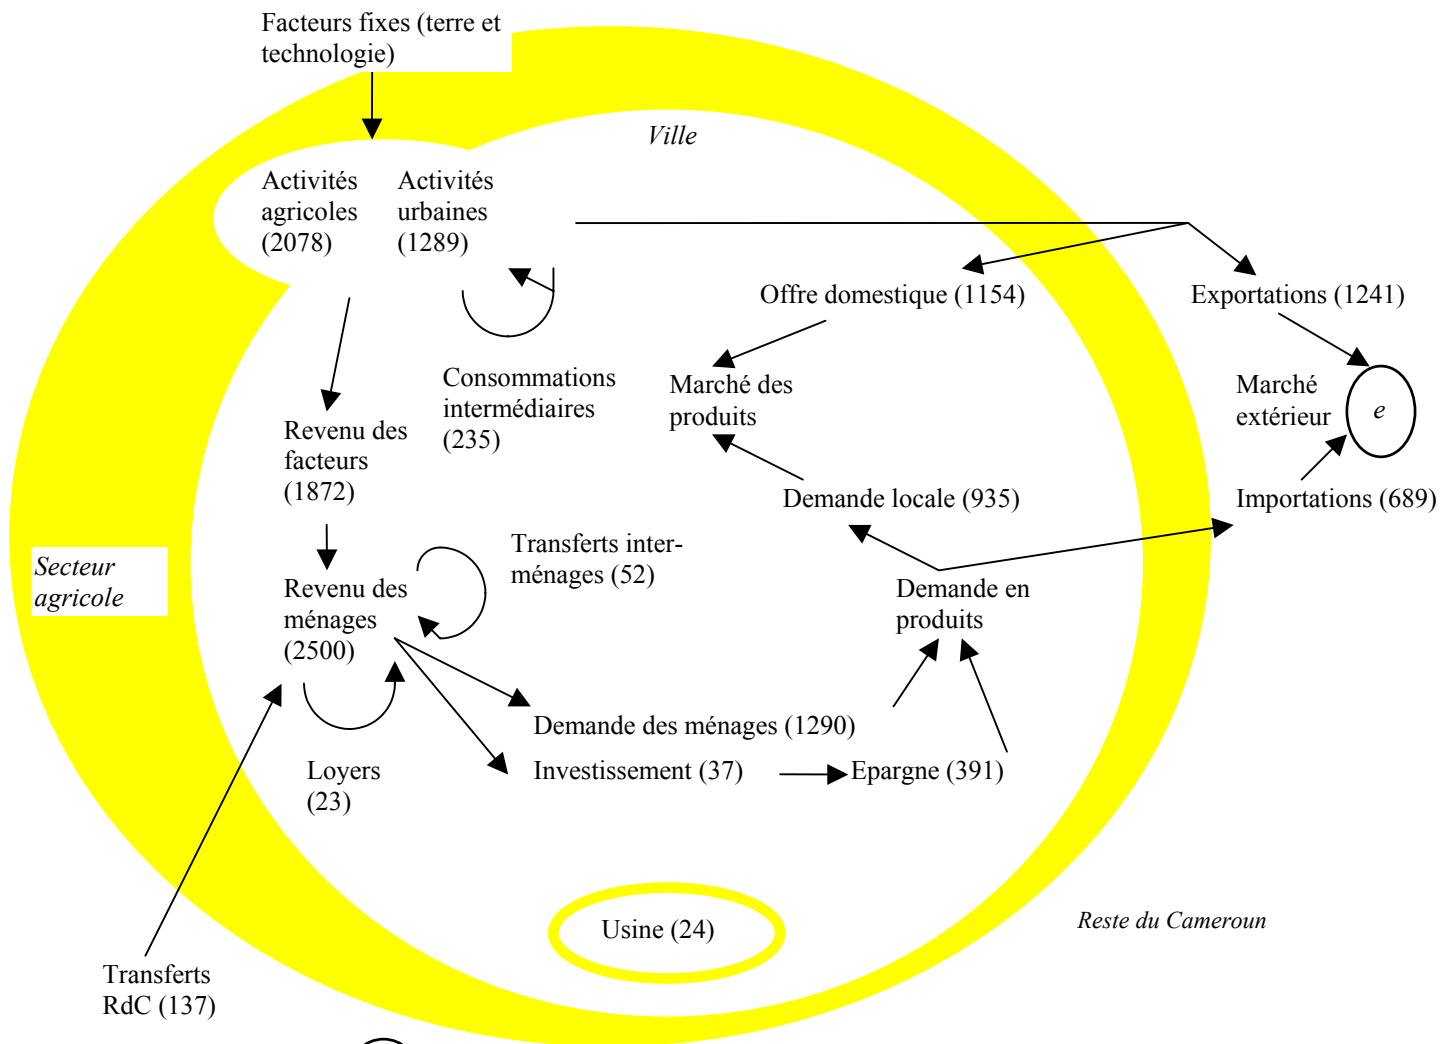 Facteurs fixes (terre et
technologie)
Ville
Activités
agricoles
(2078)
Activités
urbaines
(1289)
Offre domestique (1154)
Exportations (1241)
Consommations
intermédiaires
(235)
Marché des
produits
Marché
extérieur
e
Revenu des
facteurs
(1872)
Demande locale (935)
Importations (689)
Secteur
agricole
Transferts inter-
ménages (52)
Revenu des
ménages
(2500)
Demande en
produits
Demande des ménages (1290)
Loyers
(23)
Investissement (37)
Epargne (391)
Usine (24)
Reste du Cameroun
Transferts
RdC (137)